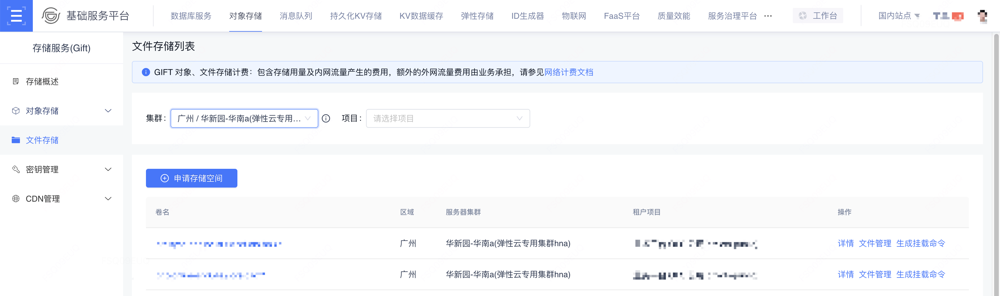 基础服务平台 数据库服务 对象存储 消息队列 持久化KV存储 KV数据缓存 弹性存储 ID生成器 物联网 FaaS平台 质量效能 服务治理平台 ··· 工作台 国内站点
存储服务(Gift)
存储概述
对象存储
文件存储
密钥管理
CDN管理
文件存储列表
GIFT 对象、文件存储计费：包含存储用量及内网流量产生的费用，额外的外网流量费用由业务承担，请参见网络计费文档
集群： 广州 / 华新园-华南a(弹性云专用... 项目： 请选择项目
申请存储空间
卷名 区域 服务器集群 租户项目 操作
广州 华新园-华南a(弹性云专用集群hna) 详情 文件管理 生成挂载命令
广州 华新园-华南a(弹性云专用集群hna) 详情 文件管理 生成挂载命令